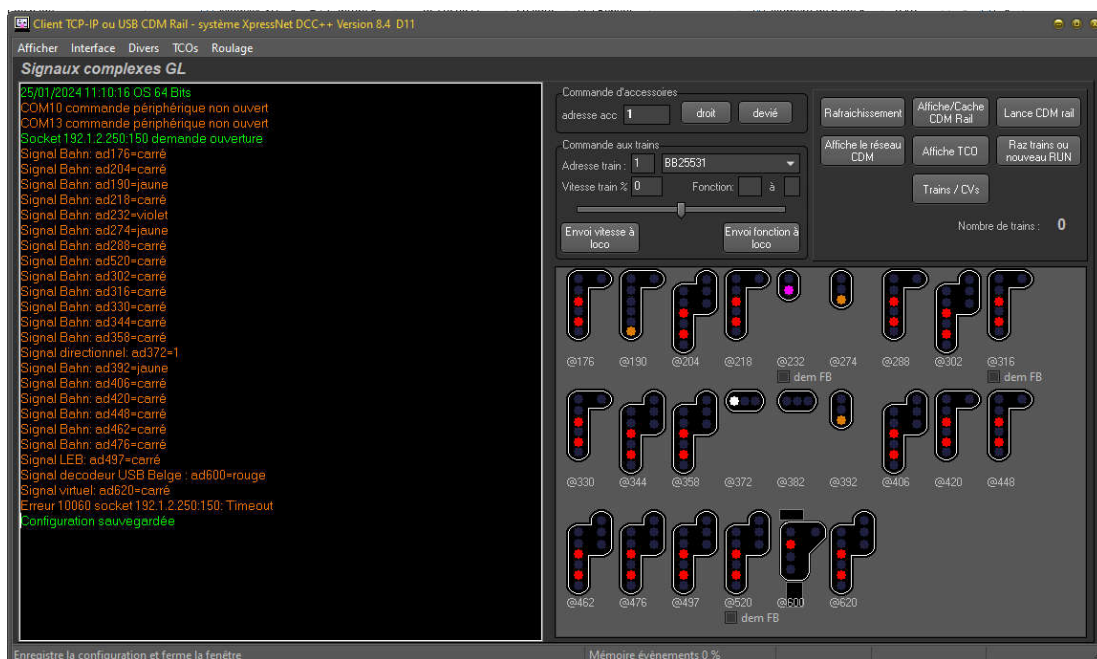 Client TCP-IP ou USB CDM Rail - système XpressNet DCC++ Version 8.4 D11
Afficher Interface Divers TCOs Roulage
Signaux complexes GL
25/01/2024 11:10:16 OS 64 Bits
COM10 commande périphérique non ouvert
COM13 commande périphérique non ouvert
Socket 192.1.2.250:150 demande ouverture
Signal Bahn: ad176=carré
Signal Bahn: ad204=carré
Signal Bahn: ad190=jaune
Signal Bahn: ad218=carré
Signal Bahn: ad232=violet
Signal Bahn: ad274=jaune
Signal Bahn: ad288=carré
Signal Bahn: ad520=carré
Signal Bahn: ad302=carré
Signal Bahn: ad316=carré
Signal Bahn: ad330=carré
Signal Bahn: ad344=carré
Signal Bahn: ad358=carré
Signal directionnel: ad372=1
Signal Bahn: ad392=jaune
Signal Bahn: ad406=carré
Signal Bahn: ad420=carré
Signal Bahn: ad448=carré
Signal Bahn: ad462=carré
Signal Bahn: ad476=carré
Signal LEB: ad497=carré
Signal decodeur USB Belge : ad600=rouge
Signal virtuel: ad620=carré
Erreur 10060 socket 192.1.2.250:150: Timeout
Configuration sauvegardée
Commande d'accessoires
adresse acc 1 droit devié
Commande aux trains
Adresse train : 1 BB25531
Vitesse train % 0 Fonction: à
Envoi vitesse à loco
Envoi fonction à loco
Rafraichissement
Affiche/Cache CDM Rail
Lance CDM rail
Affiche le réseau CDM
Affiche TCO
Raz trains ou nouveau RUN
Trains / CVs
Nombre de trains : 0
@176 @190 @204 @218 @232 @274 @288 @302 @316
dem FB dem FB
@330 @344 @358 @372 @382 @392 @406 @420 @448
@462 @476 @497 @520 @600 @620
dem FB
Enregistre la configuration et ferme la fenêtre
Mémoire évènements 0 %